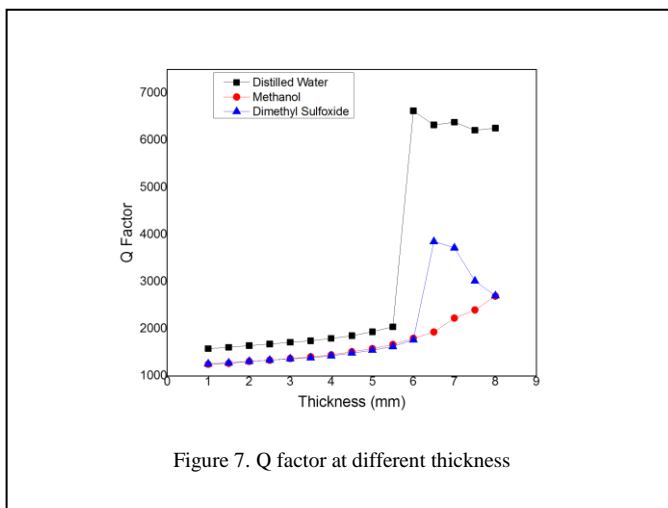 Distilled Water
Methanol
Dimethyl Sulfoxide
7000
6000
5000
4000
3000
2000
1000
Q Factor
0 1 2 3 4 5 6 7 8 9
Thickness (mm)
Figure 7. Q factor at different thickness